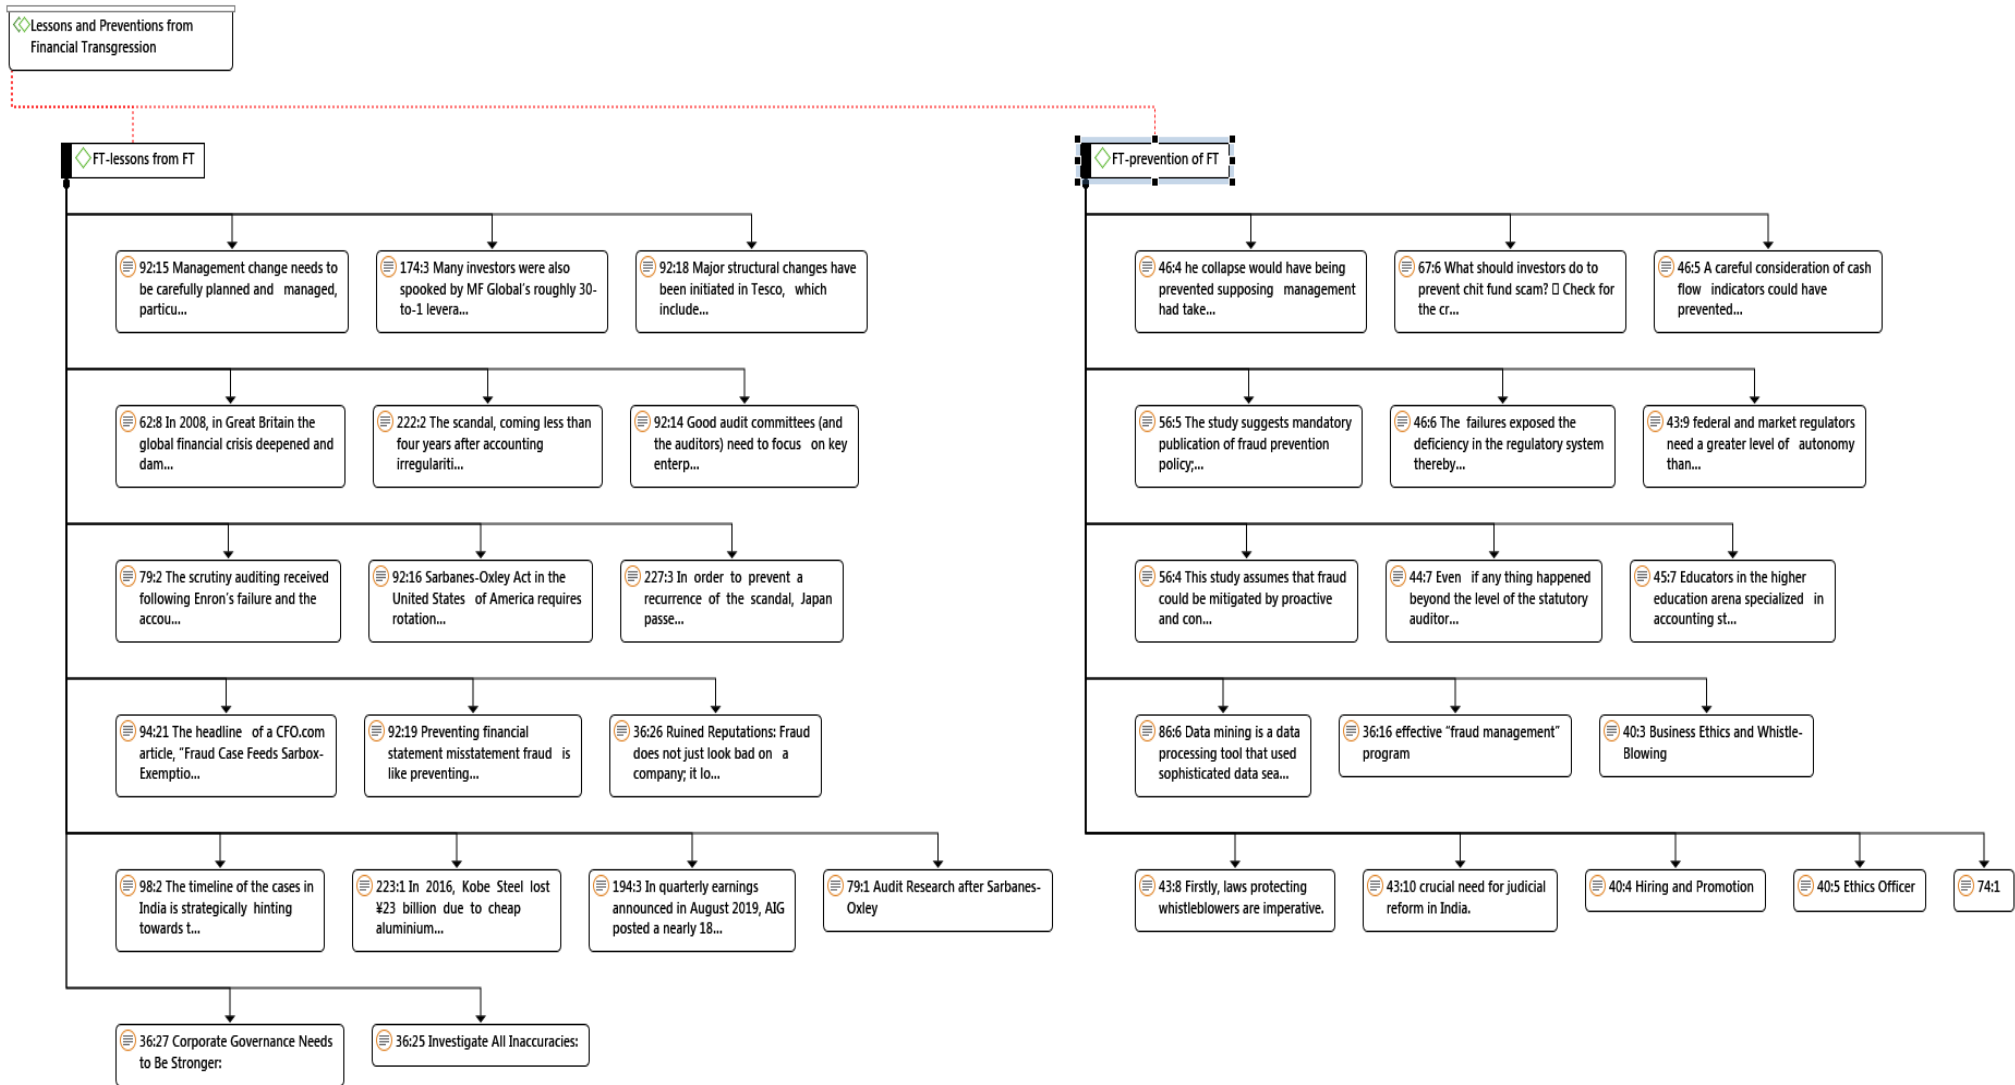 Lessons and Preventions from
Financial Transgression
FT-lessons from FT
92:15 Management change needs to
be carefully planned and managed,
particu...
174:3 Many investors were also
spooked by MF Global's roughly 30-
to-1 levera...
92:18 Major structural changes have
been initiated in Tesco, which
include...
62:8 In 2008, in Great Britain the
global financial crisis deepened and
dam...
222:2 The scandal, coming less than
four years after accounting
irregulariti...
92:14 Good audit committees (and
the auditors) need to focus on key
enterp...
79:2 The scrutiny auditing received
following Enron's failure and the
accou...
92:16 Sarbanes-Oxley Act in the
United States of America requires
rotation...
227:3 In order to prevent a
recurrence of the scandal, Japan
passe...
94:21 The headline of a CFO.com
article, "Fraud Case Feeds Sarbox-
Exemptio...
92:19 Preventing financial
statement misstatement fraud is
like preventing...
36:26 Ruined Reputations: Fraud
does not just look bad on a
company; it lo...
98:2 The timeline of the cases in
India is strategically hinting
towards t...
223:1 In 2016, Kobe Steel lost
¥23 billion due to cheap
aluminium...
194:3 In quarterly earnings
announced in August 2019, AIG
posted a nearly 18...
79:1 Audit Research after Sarbanes-
Oxley
36:27 Corporate Governance Needs
to Be Stronger:
36:25 Investigate All Inaccuracies:
FT-prevention of FT
46:4 he collapse would have being
prevented supposing management
had take...
67:6 What should investors do to
prevent chit fund scam? Check for
the cr...
46:5 A careful consideration of cash
flow indicators could have
prevented...
56:5 The study suggests mandatory
publication of fraud prevention
policy;...
46:6 The failures exposed the
deficiency in the regulatory system
thereby...
43:9 federal and market regulators
need a greater level of autonomy
than...
56:4 This study assumes that fraud
could be mitigated by proactive
and con...
44:7 Even if any thing happened
beyond the level of the statutory
auditor...
45:7 Educators in the higher
education arena specialized in
accounting st...
86:6 Data mining is a data
processing tool that used
sophisticated data sea...
36:16 effective "fraud management"
program
40:3 Business Ethics and Whistle-
Blowing
43:8 Firstly, laws protecting
whistleblowers are imperative.
43:10 crucial need for judicial
reform in India.
40:4 Hiring and Promotion
40:5 Ethics Officer
74:1